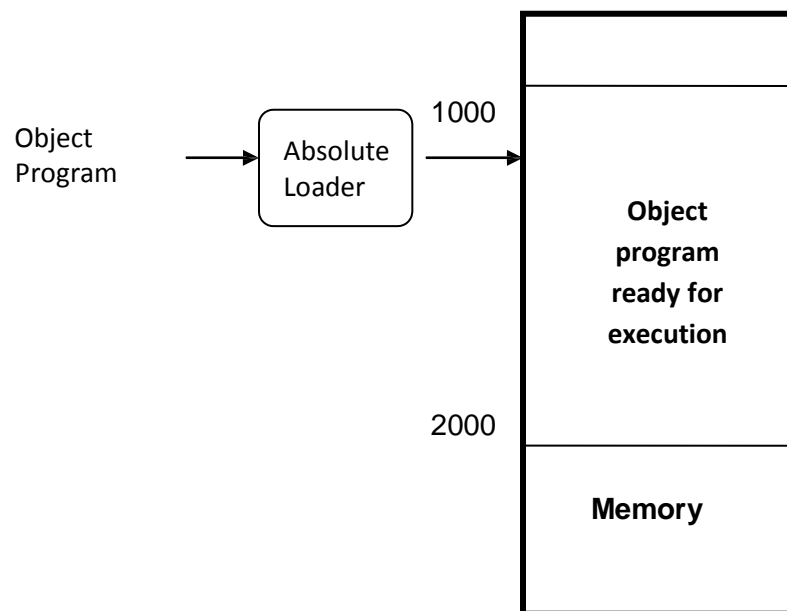 Object
Program
Absolute
Loader
1000
Object
program
ready for
execution
2000
Memory